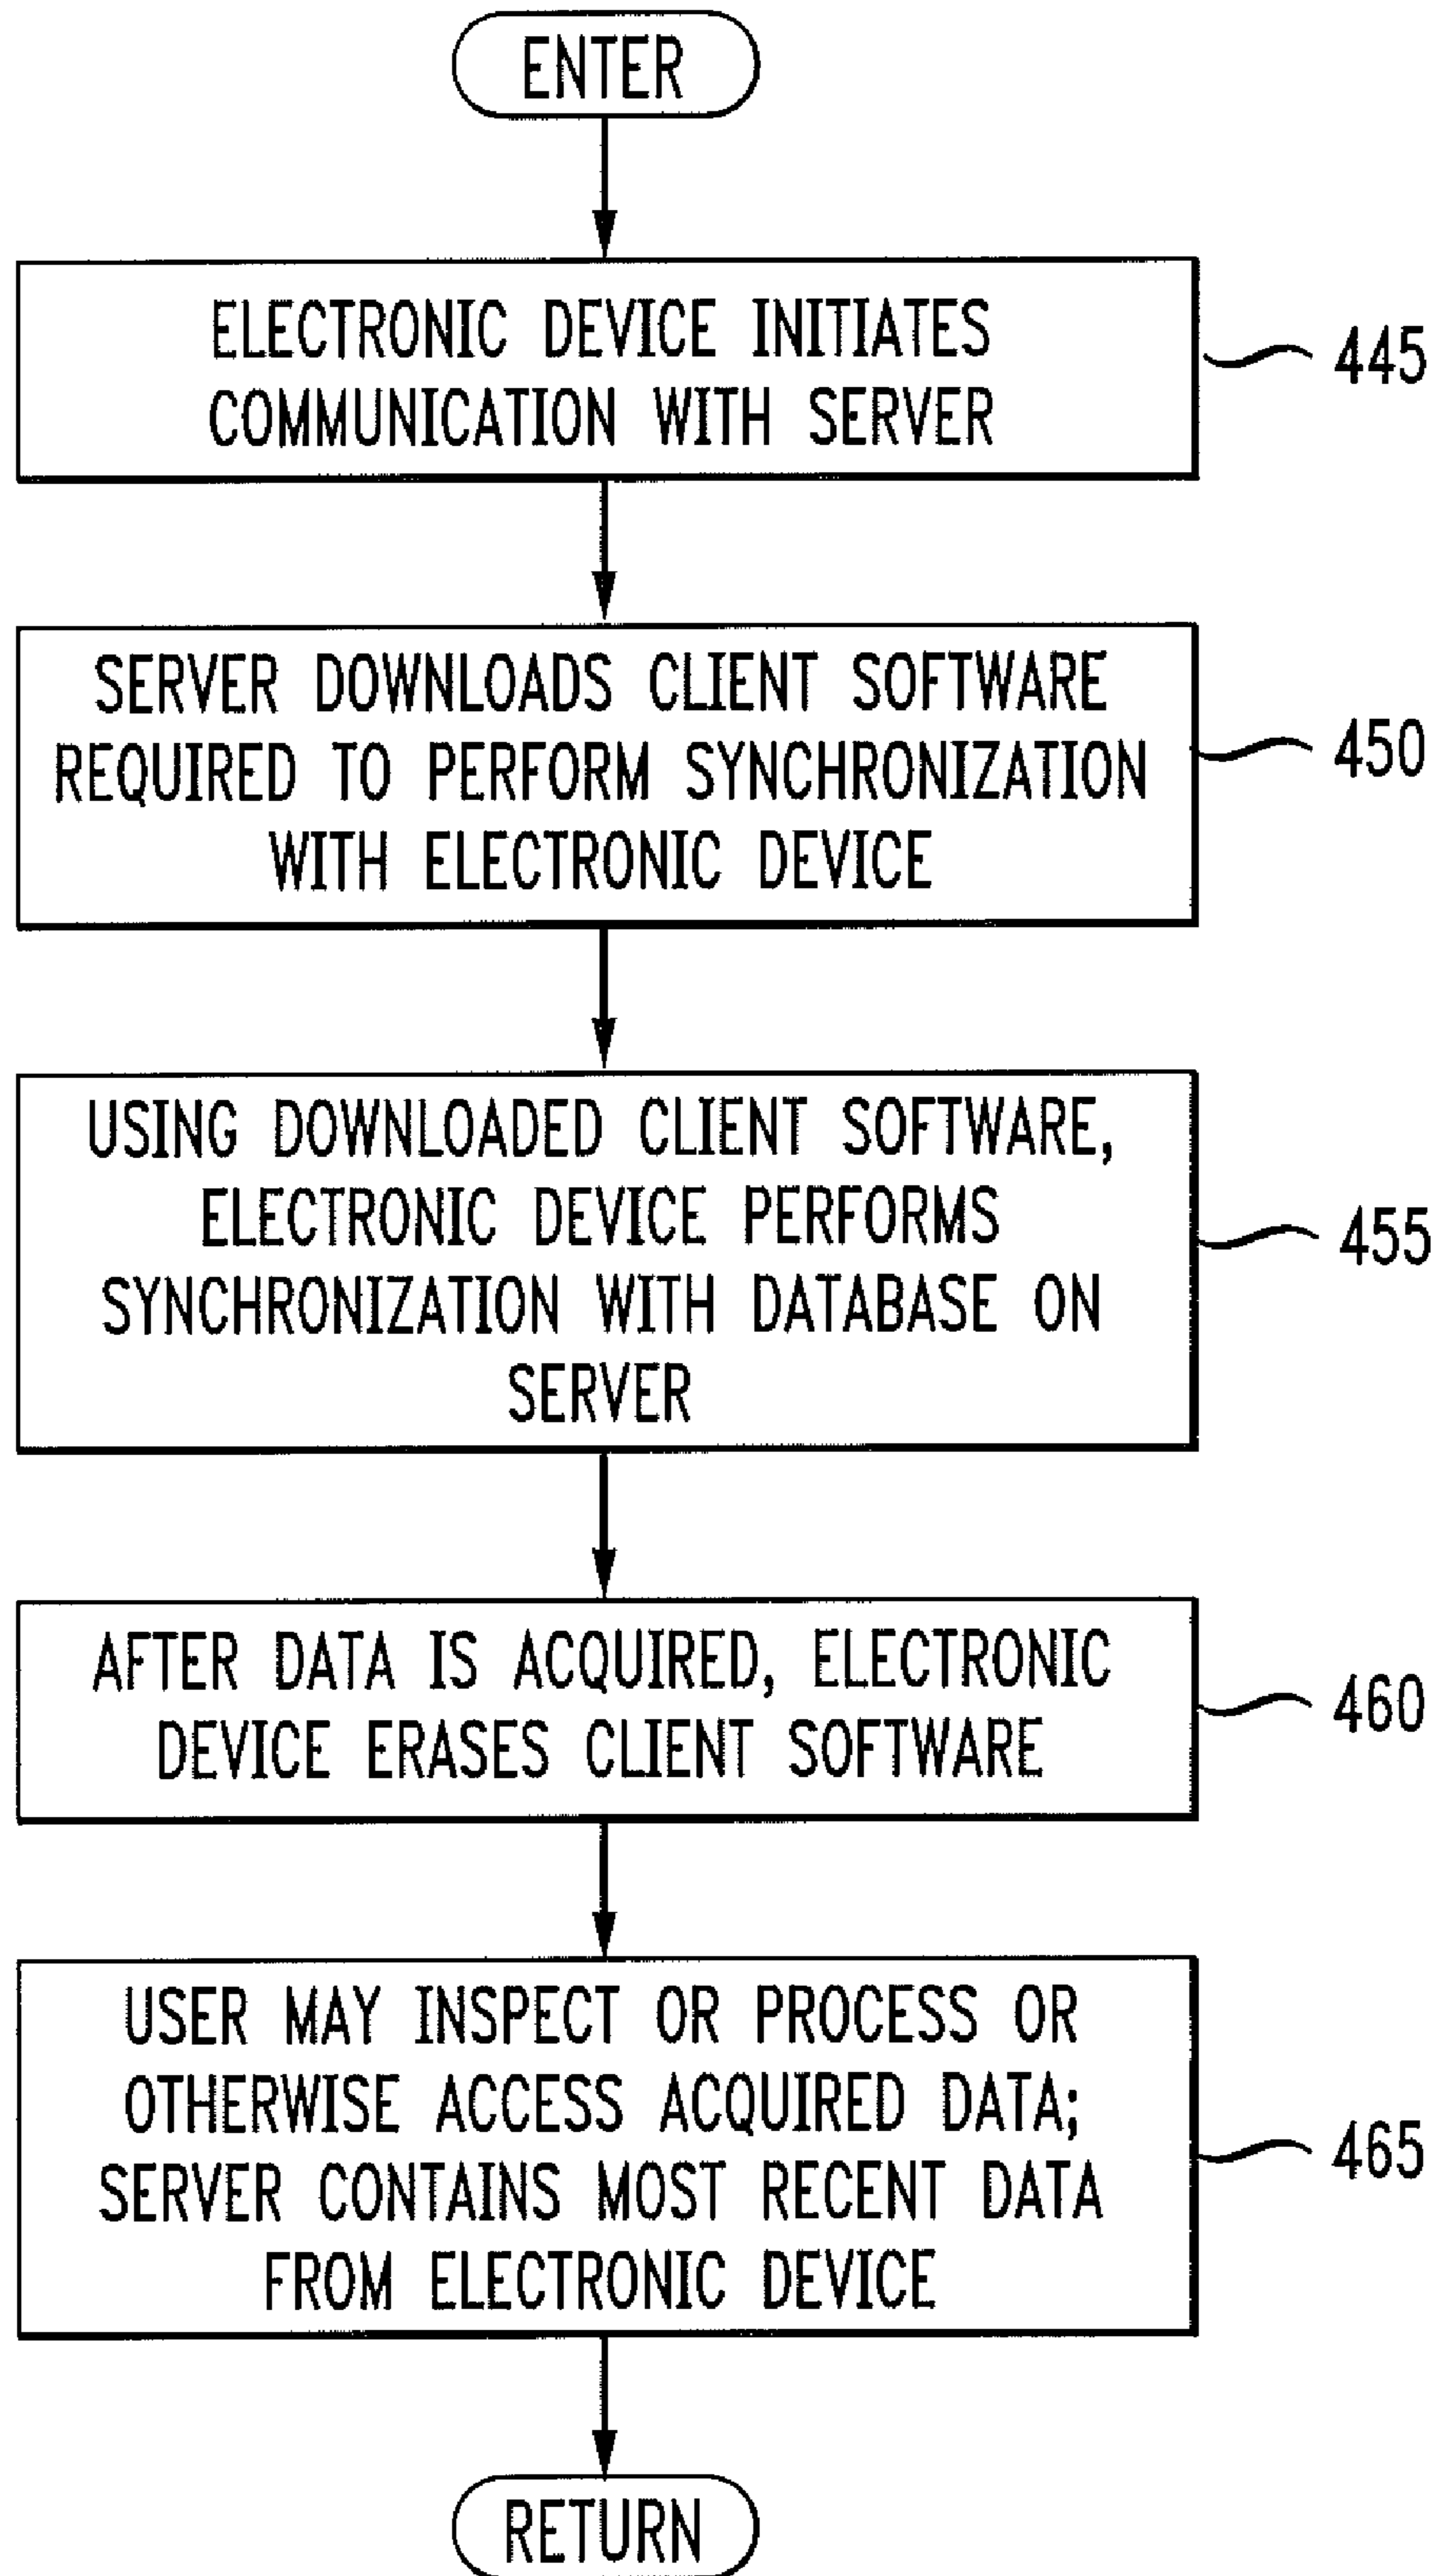 ENTER
ELECTRONIC DEVICE INITIATES
COMMUNICATION WITH SERVER
445
SERVER DOWNLOADS CLIENT SOFTWARE
REQUIRED TO PERFORM SYNCHRONIZATION
WITH ELECTRONIC DEVICE
450
USING DOWNLOADED CLIENT SOFTWARE,
ELECTRONIC DEVICE PERFORMS
SYNCHRONIZATION WITH DATABASE ON
SERVER
455
AFTER DATA IS ACQUIRED, ELECTRONIC
DEVICE ERASES CLIENT SOFTWARE
460
USER MAY INSPECT OR PROCESS OR
OTHERWISE ACCESS ACQUIRED DATA;
SERVER CONTAINS MOST RECENT DATA
FROM ELECTRONIC DEVICE
465
RETURN